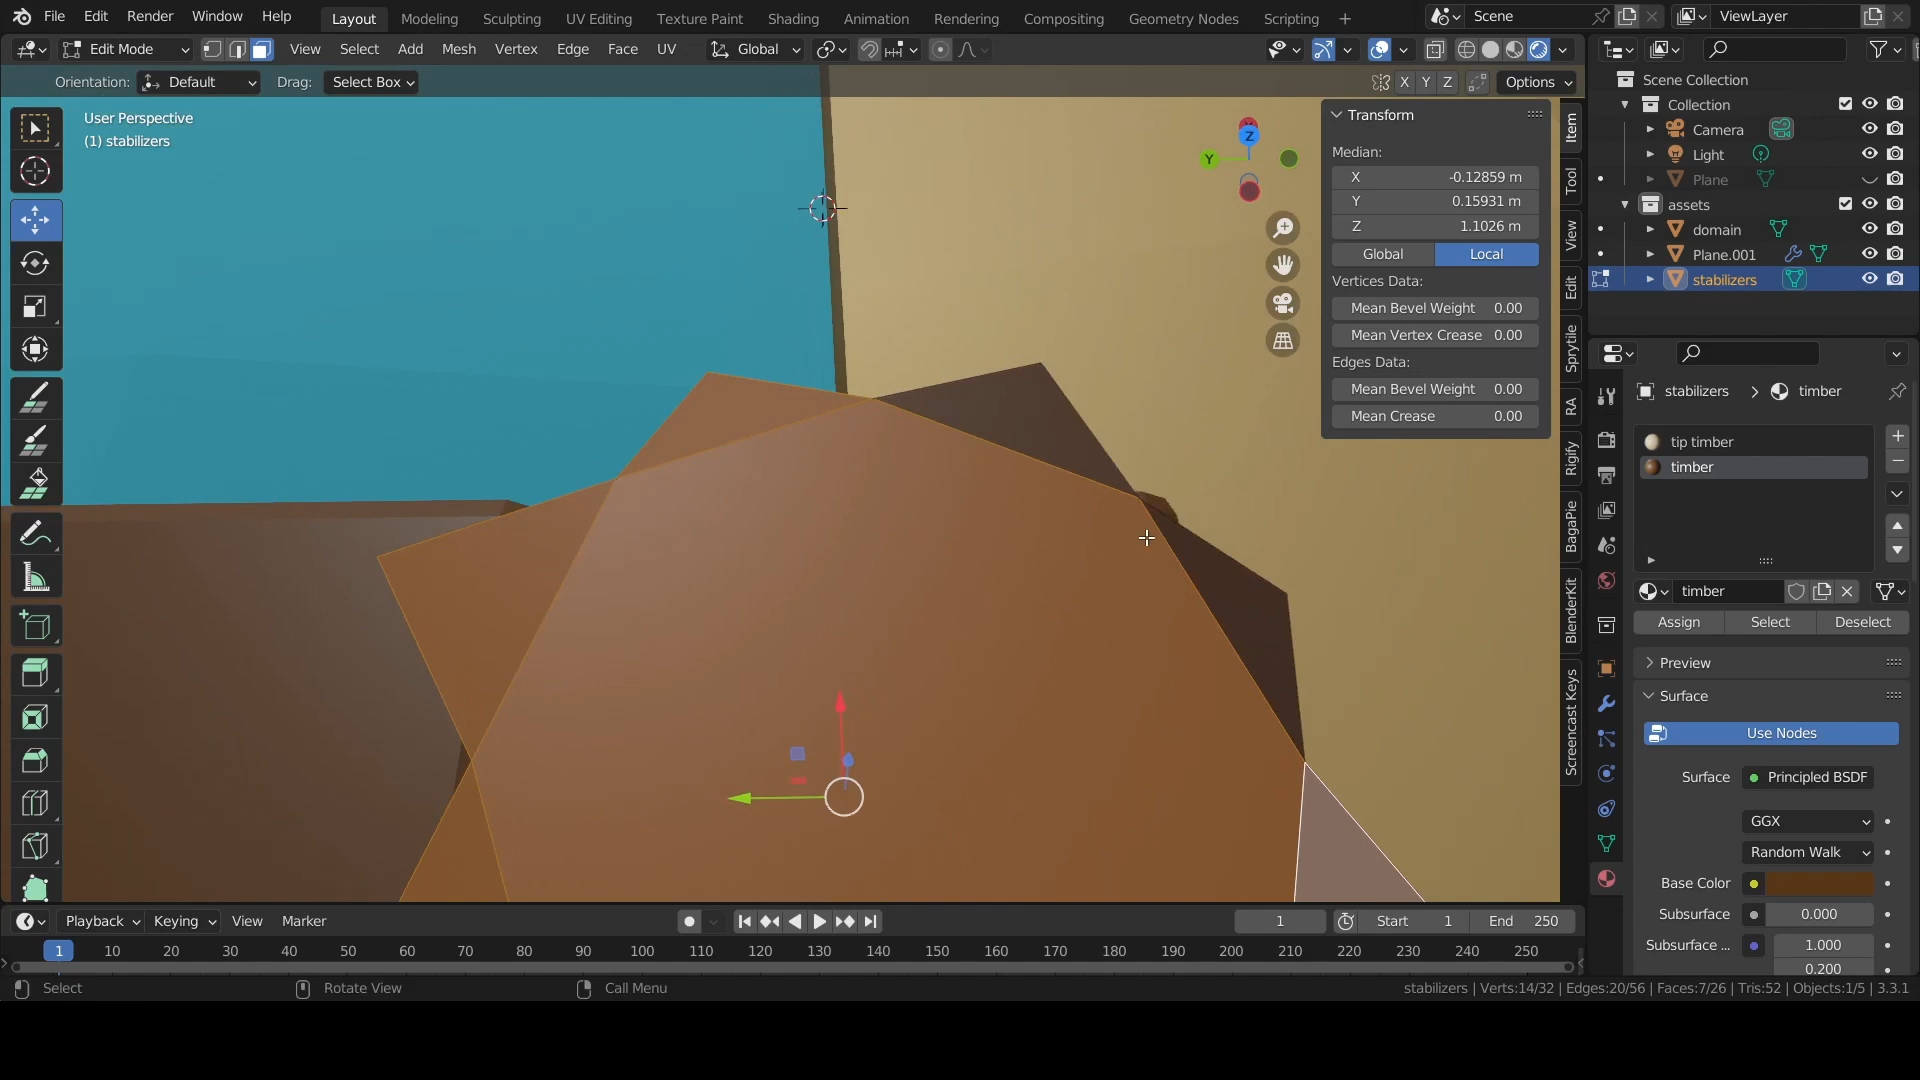 File Edit Render Window Help Layout Modeling Sculpting UV Editing Texture Paint Shading Animation Rendering Compositing Geometry Nodes Scripting + Scene ViewLayer
Edit Mode View Select Add Mesh Vertex Edge Face UV Global
Orientation: Default Drag: Select Box X Y Z Options
User Perspective
(1) stabilizers
Z
Y
Transform
Median:
X -0.12859 m
Y 0.15931 m
Z 1.1026 m
Global Local
Vertices Data:
Mean Bevel Weight 0.00
Mean Vertex Crease 0.00
Edges Data:
Mean Bevel Weight 0.00
Mean Crease 0.00
Item
Tool
View
Edit
Sprytile
RA
Rigify
BagaPie
BlenderKit
Screencast Keys
Scene Collection
Collection
Camera
Light
Plane
assets
domain
Plane.001
stabilizers
stabilizers > timber
tip timber
timber
timber
Assign Select Deselect
Preview
Surface
Use Nodes
Surface Principled BSDF
GGX
Random Walk
Base Color
Subsurface 0.000
Subsurface ... 1.000
0.200
Playback Keying View Marker 1 Start 1 End 250
1 10 20 30 40 50 60 70 80 90 100 110 120 130 140 150 160 170 180 190 200 210 220 230 240 250
Select Rotate View Call Menu stabilizers | Verts:14/32 | Edges:20/56 | Faces:7/26 | Tris:52 | Objects:1/5 | 3.3.1